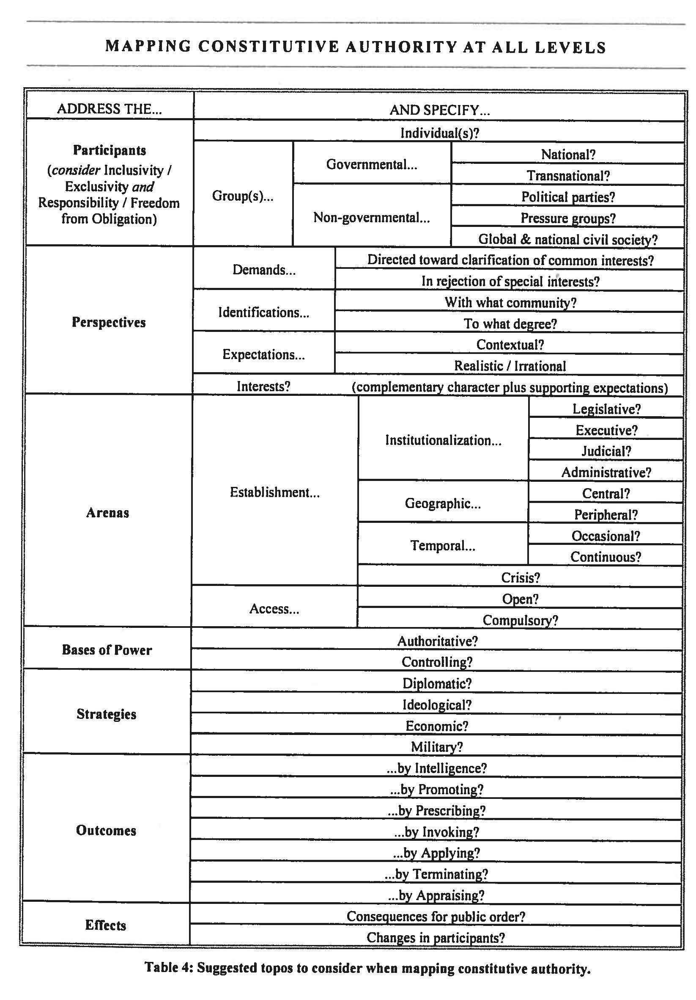 MAPPING CONSTITUTIVE AUTHORITY AT ALL LEVELS
ADDRESS THE...
AND SPECIFY...
Participants
(consider Inclusivity /
Exclusivity and
Responsibility / Freedom
from Obligation)
Individual(s)?
Group(s)...
Governmental...
National?
Transnational?
Non-governmental...
Political parties?
Pressure groups?
Global & national civil society?
Perspectives
Demands...
Directed toward clarification of common interests?
In rejection of special interests?
Identifications...
With what community?
To what degree?
Expectations...
Contextual?
Realistic / Irrational
Interests? (complementary character plus supporting expectations)
Arenas
Establishment...
Institutionalization...
Legislative?
Executive?
Judicial?
Administrative?
Geographic...
Central?
Peripheral?
Temporal...
Occasional?
Continuous?
Crisis?
Access...
Open?
Compulsory?
Bases of Power
Authoritative?
Controlling?
Strategies
Diplomatic?
Ideological?
Economic?
Military?
Outcomes
...by Intelligence?
...by Promoting?
...by Prescribing?
...by Invoking?
...by Applying?
...by Terminating?
...by Appraising?
Effects
Consequences for public order?
Changes in participants?
Table 4: Suggested topos to consider when mapping constitutive authority.